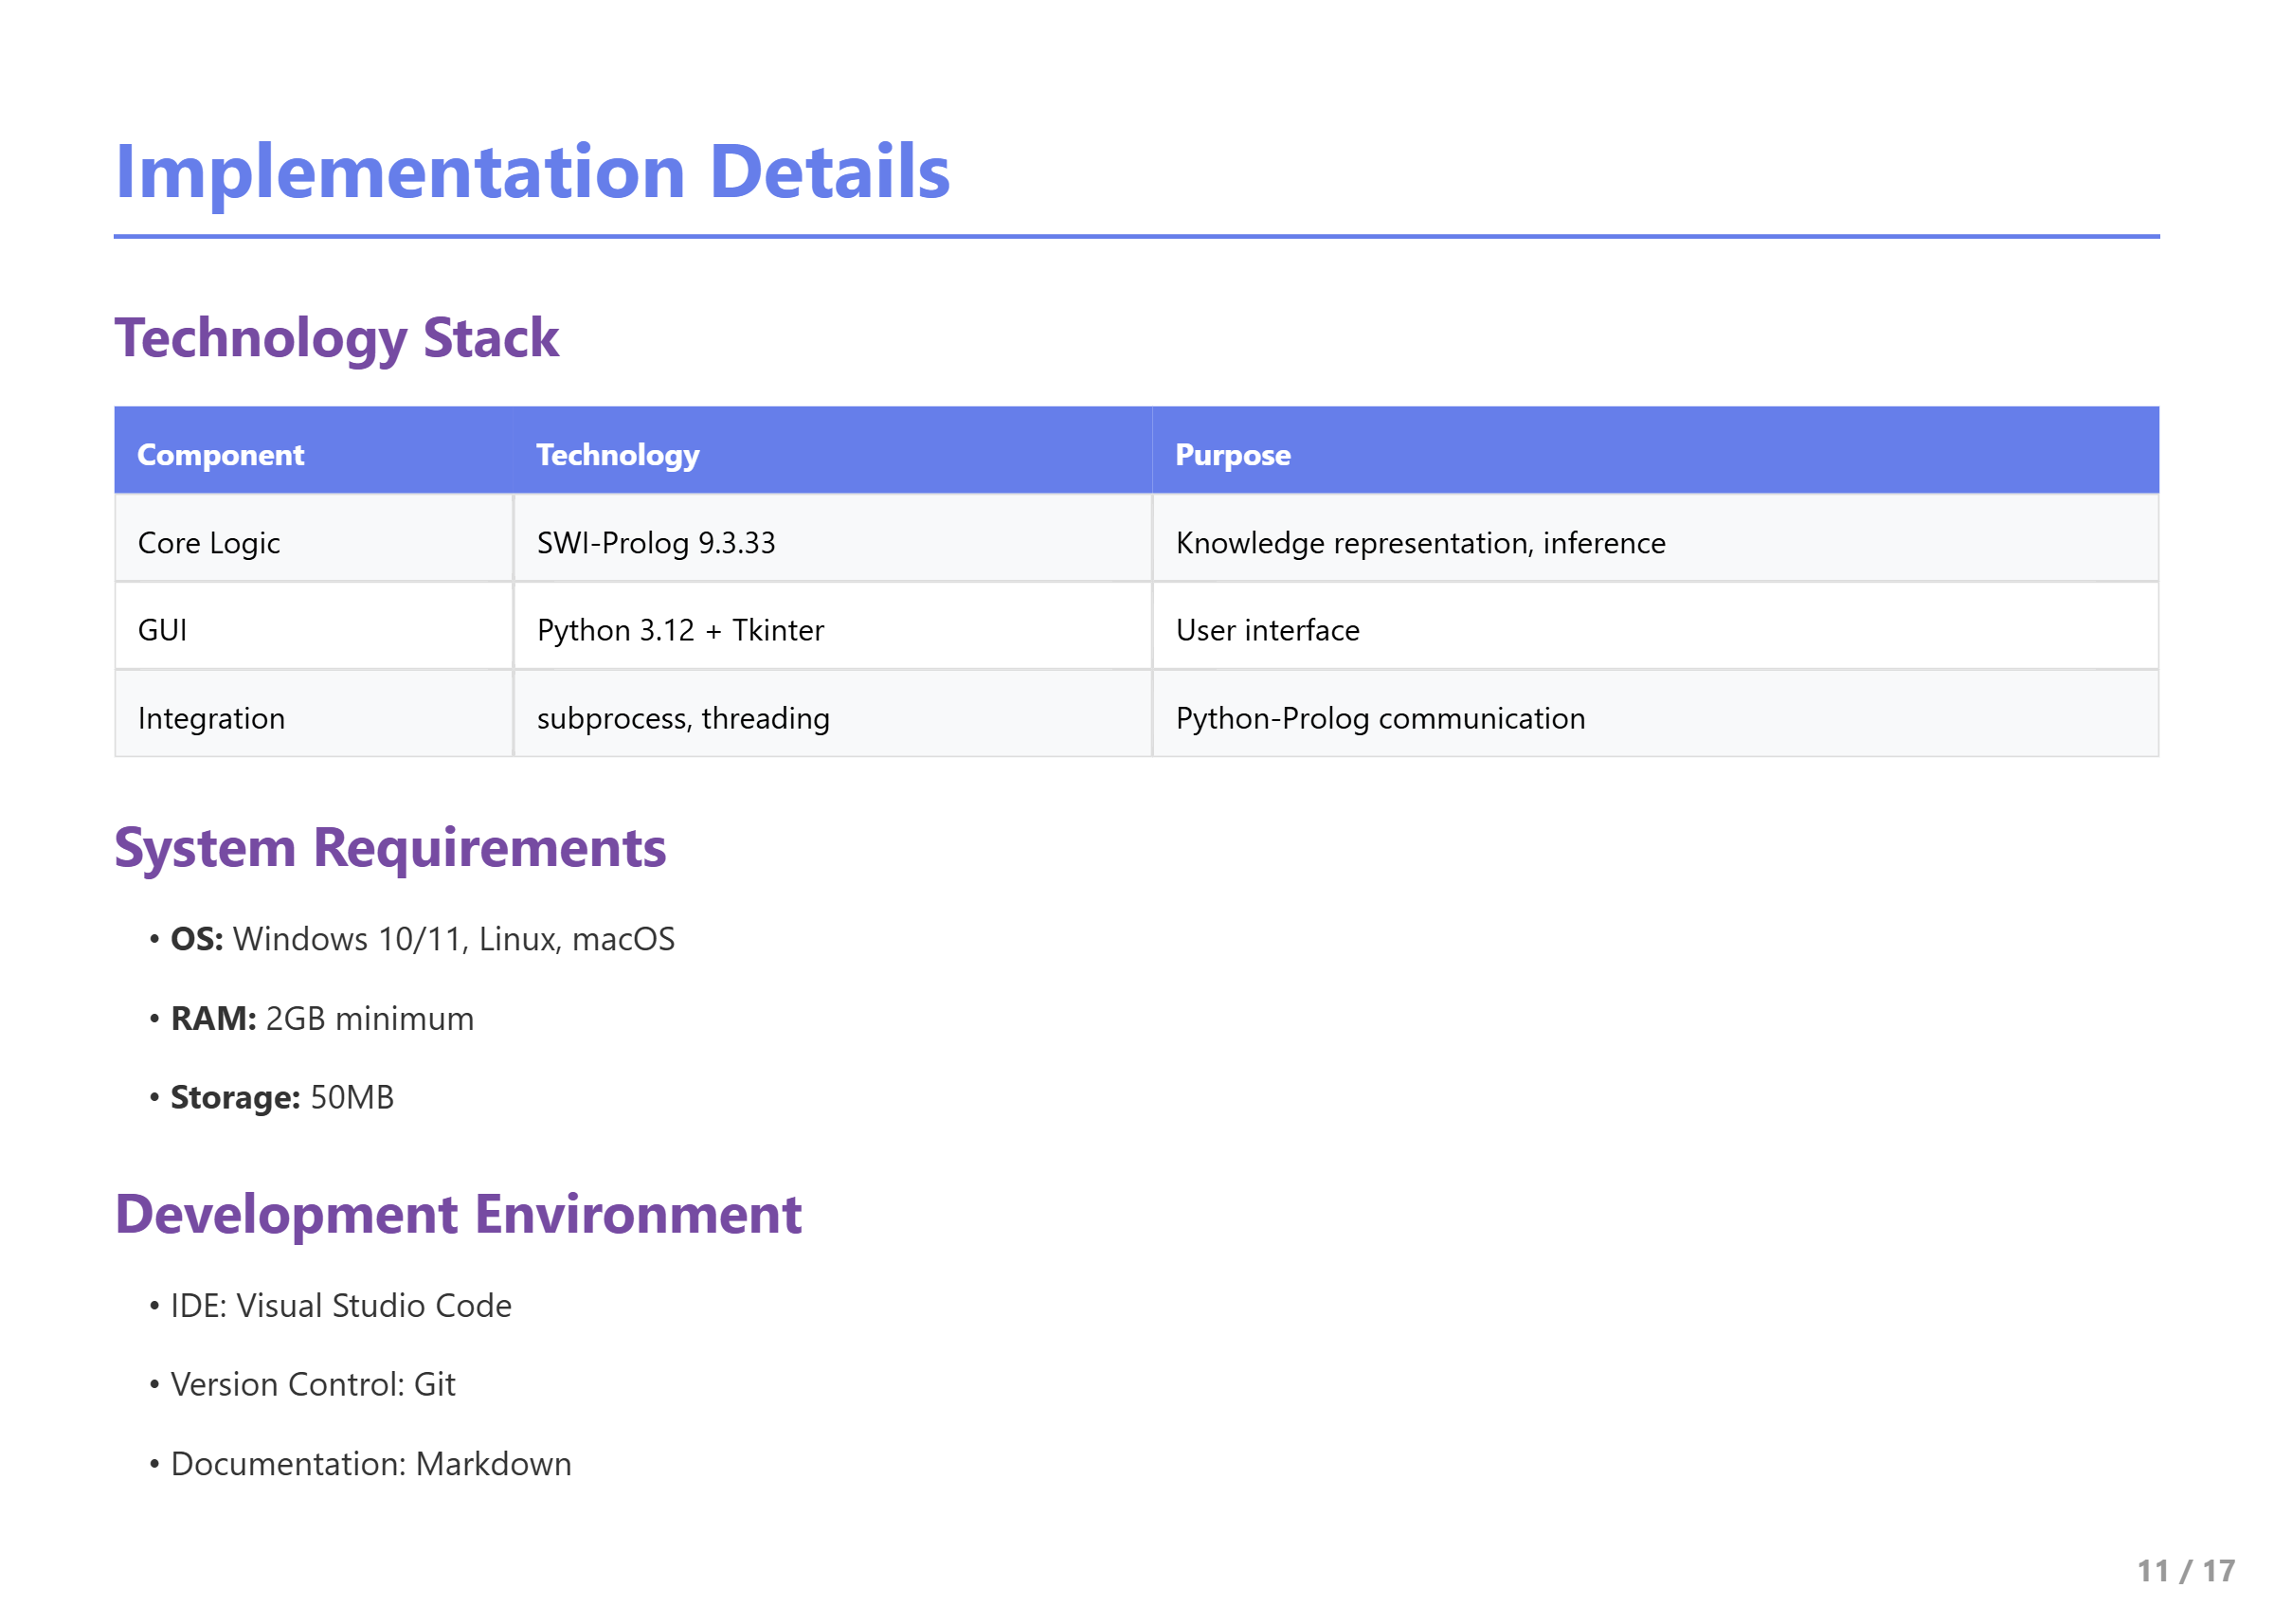 Implementation Details
Technology Stack
Component Technology Purpose
Core Logic SWI-Prolog 9.3.33 Knowledge representation, inference
GUI Python 3.12 + Tkinter User interface
Integration subprocess, threading Python-Prolog communication
System Requirements
• OS: Windows 10/11, Linux, macOS
• RAM: 2GB minimum
• Storage: 50MB
Development Environment
• IDE: Visual Studio Code
• Version Control: Git
• Documentation: Markdown
11 / 17